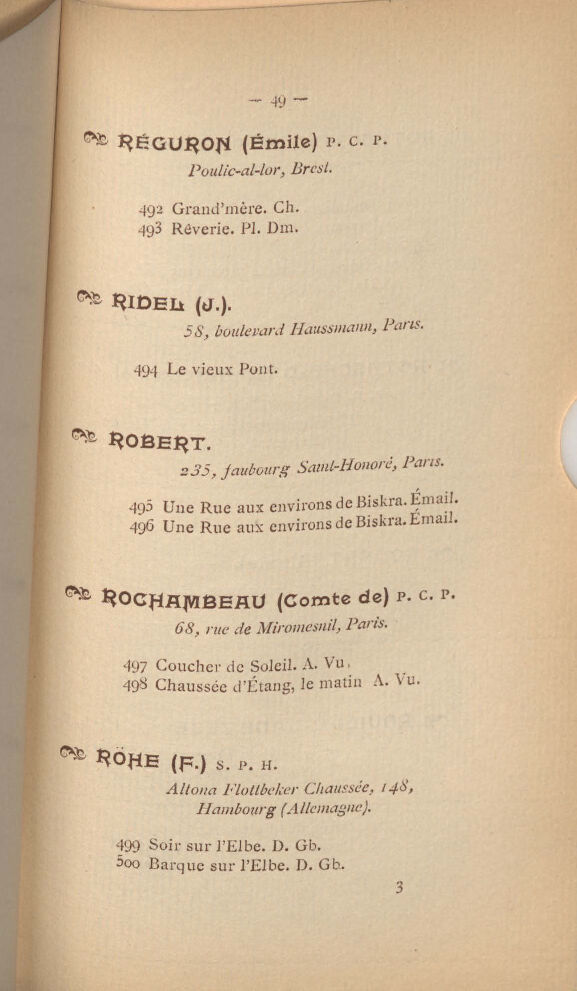 — 49 —
RÉGURON (Émile) P. C. P.
Poulic-al-lor, Brest.
492 Grand'mère. Ch.
493 Rêverie. Pl. Dm.
RIDEL (J.).
58, boulevard Haussmann, Paris.
494 Le vieux Pont.
ROBERT.
235, faubourg Saint-Honoré, Paris.
495 Une Rue aux environs de Biskra. Émail.
496 Une Rue aux environs de Biskra. Émail.
ROCHAMBEAU (Comte de) P. C. P.
68, rue de Miromesnil, Paris.
497 Coucher de Soleil. A. Vu.
498 Chaussée d'Étang, le matin A. Vu.
RÖHE (F.) S. P. H.
Altona Flottbeker Chaussée, 148,
Hambourg (Allemagne).
499 Soir sur l'Elbe. D. Gb.
500 Barque sur l'Elbe. D. Gb.
3